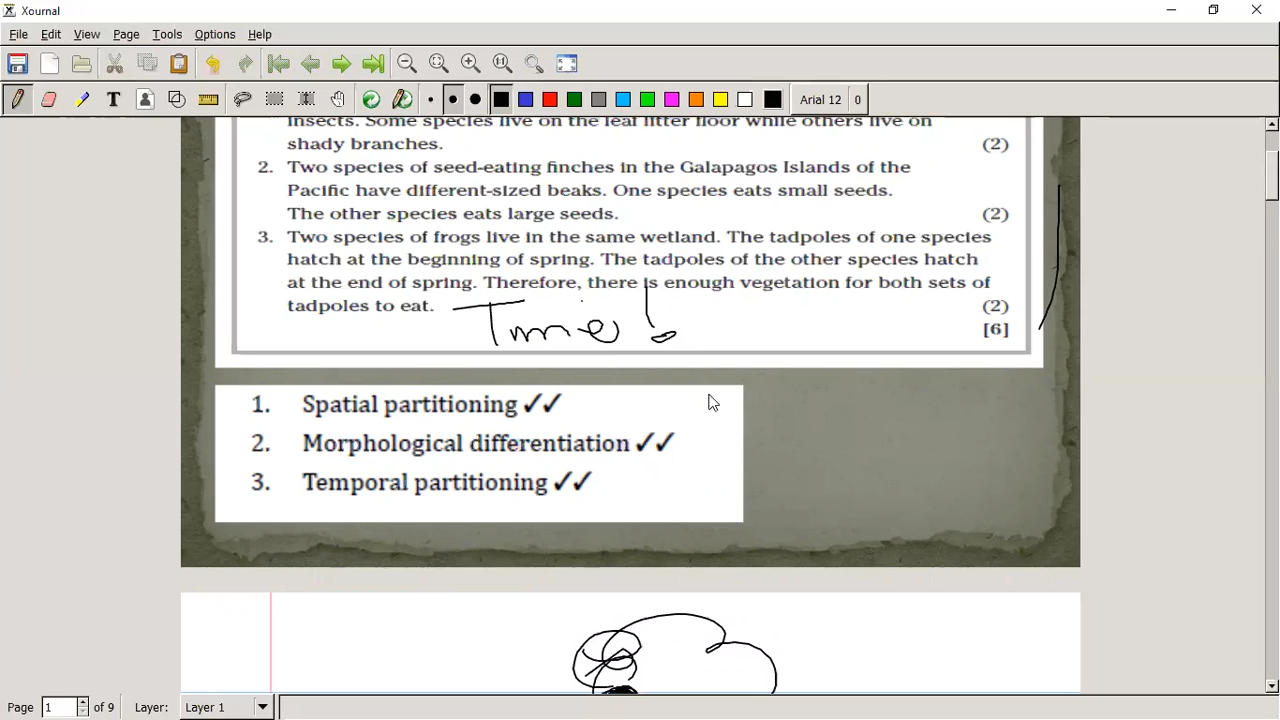 Xournal
File Edit View Page Tools Options Help
Arial 12 0
insects. Some species live on the leaf litter floor while others live on
shady branches. (2)
2. Two species of seed-eating finches in the Galapagos Islands of the
Pacific have different-sized beaks. One species eats small seeds.
The other species eats large seeds. (2)
3. Two species of frogs live in the same wetland. The tadpoles of one species
hatch at the beginning of spring. The tadpoles of the other species hatch
at the end of spring. Therefore, there is enough vegetation for both sets of
tadpoles to eat. (2)
Time!
[6]
1. Spatial partitioning ✓✓
2. Morphological differentiation ✓✓
3. Temporal partitioning ✓✓
Page 1 of 9 Layer: Layer 1